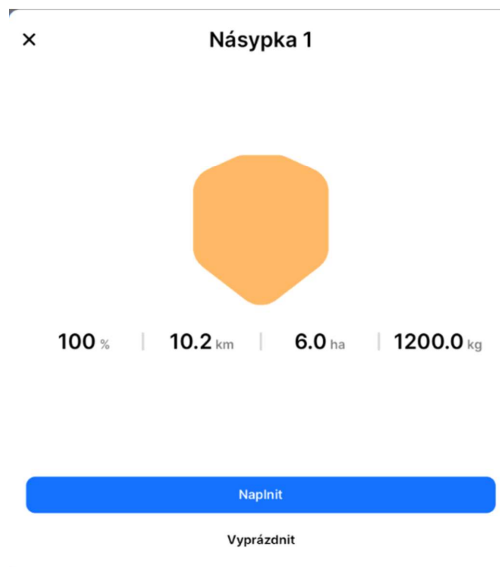 × Násypka 1
100 % | 10.2 km | 6.0 ha | 1200.0 kg
Naplnit
Vyprázdnit